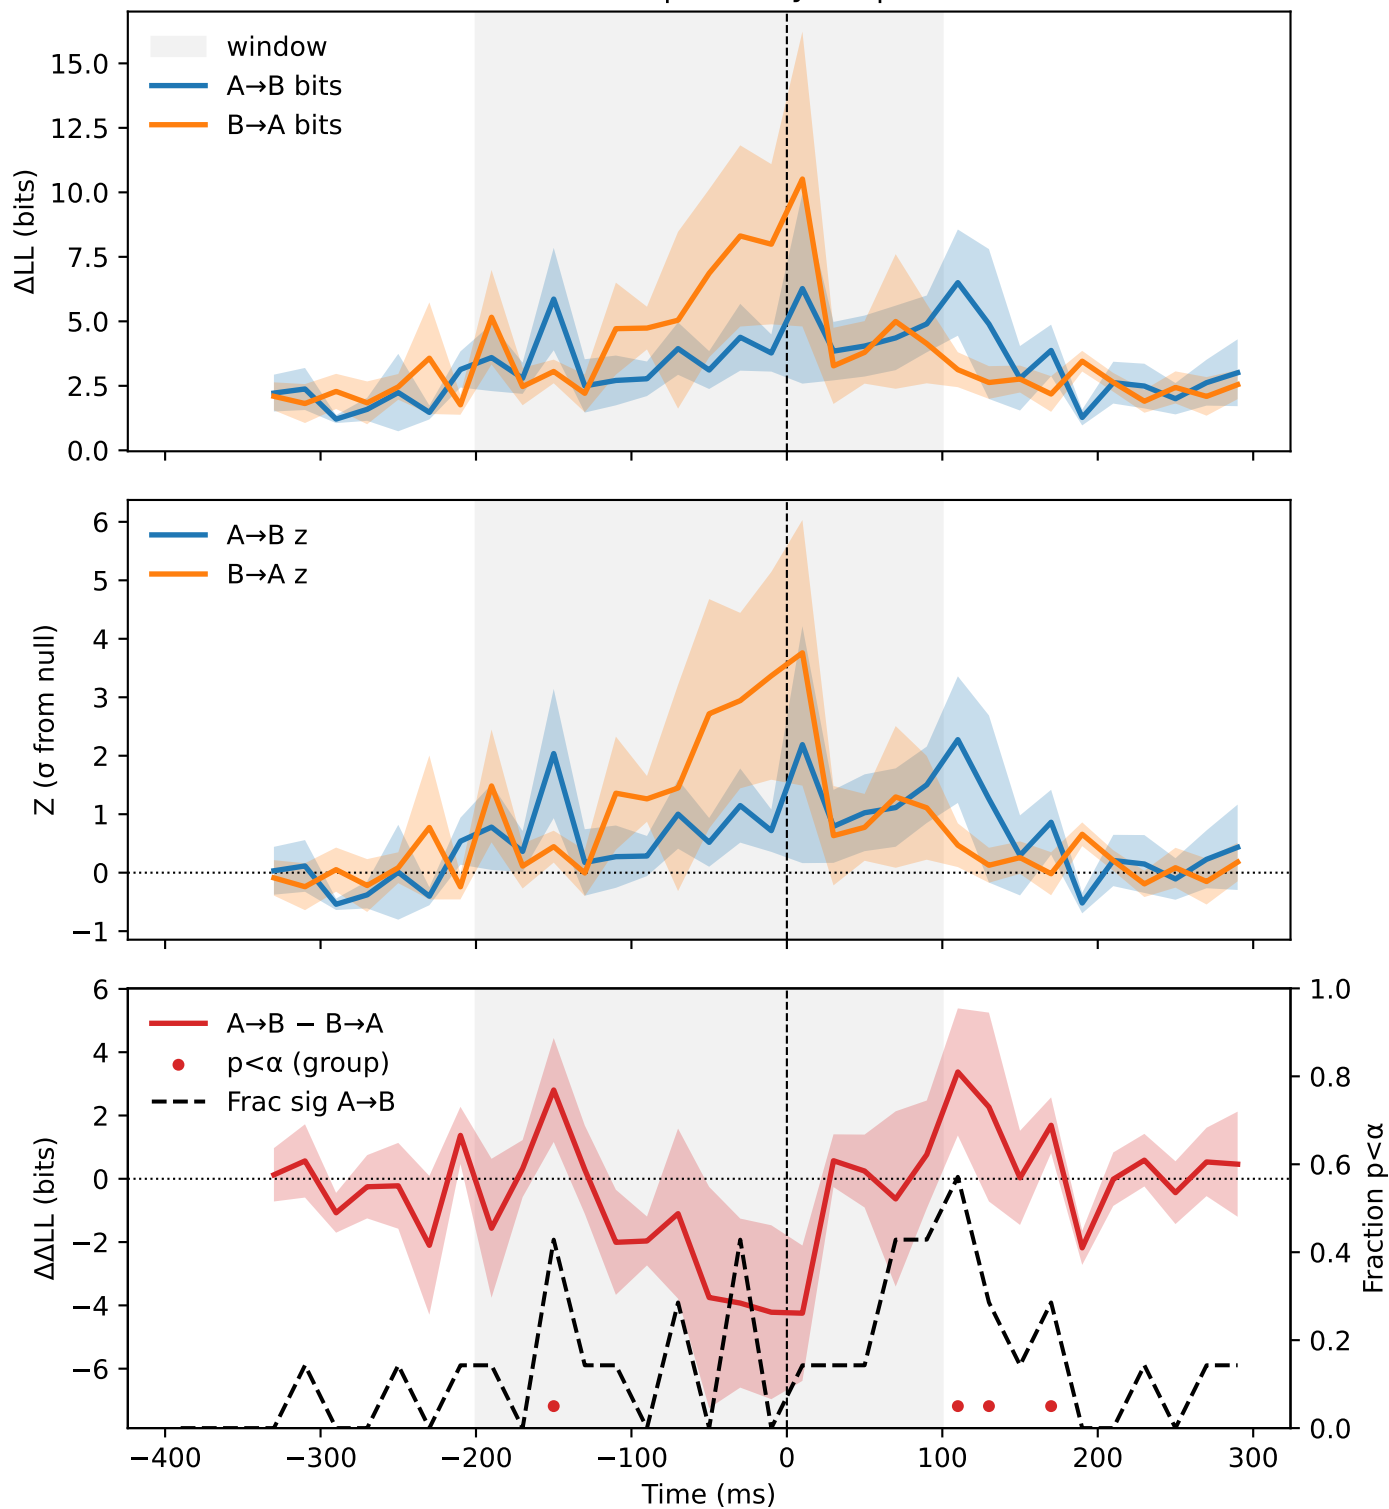 window
A→B bits
B→A bits
ΔLL (bits)
15.0
12.5
10.0
7.5
5.0
2.5
0.0
A→B z
B→A z
Z (σ from null)
6
5
4
3
2
1
0
−1
A→B − B→A
p<α (group)
Frac sig A→B
ΔΔLL (bits)
6
4
2
0
−2
−4
−6
Fraction p<α
1.0
0.8
0.6
0.4
0.2
0.0
−400 −300 −200 −100 0 100 200 300
Time (ms)